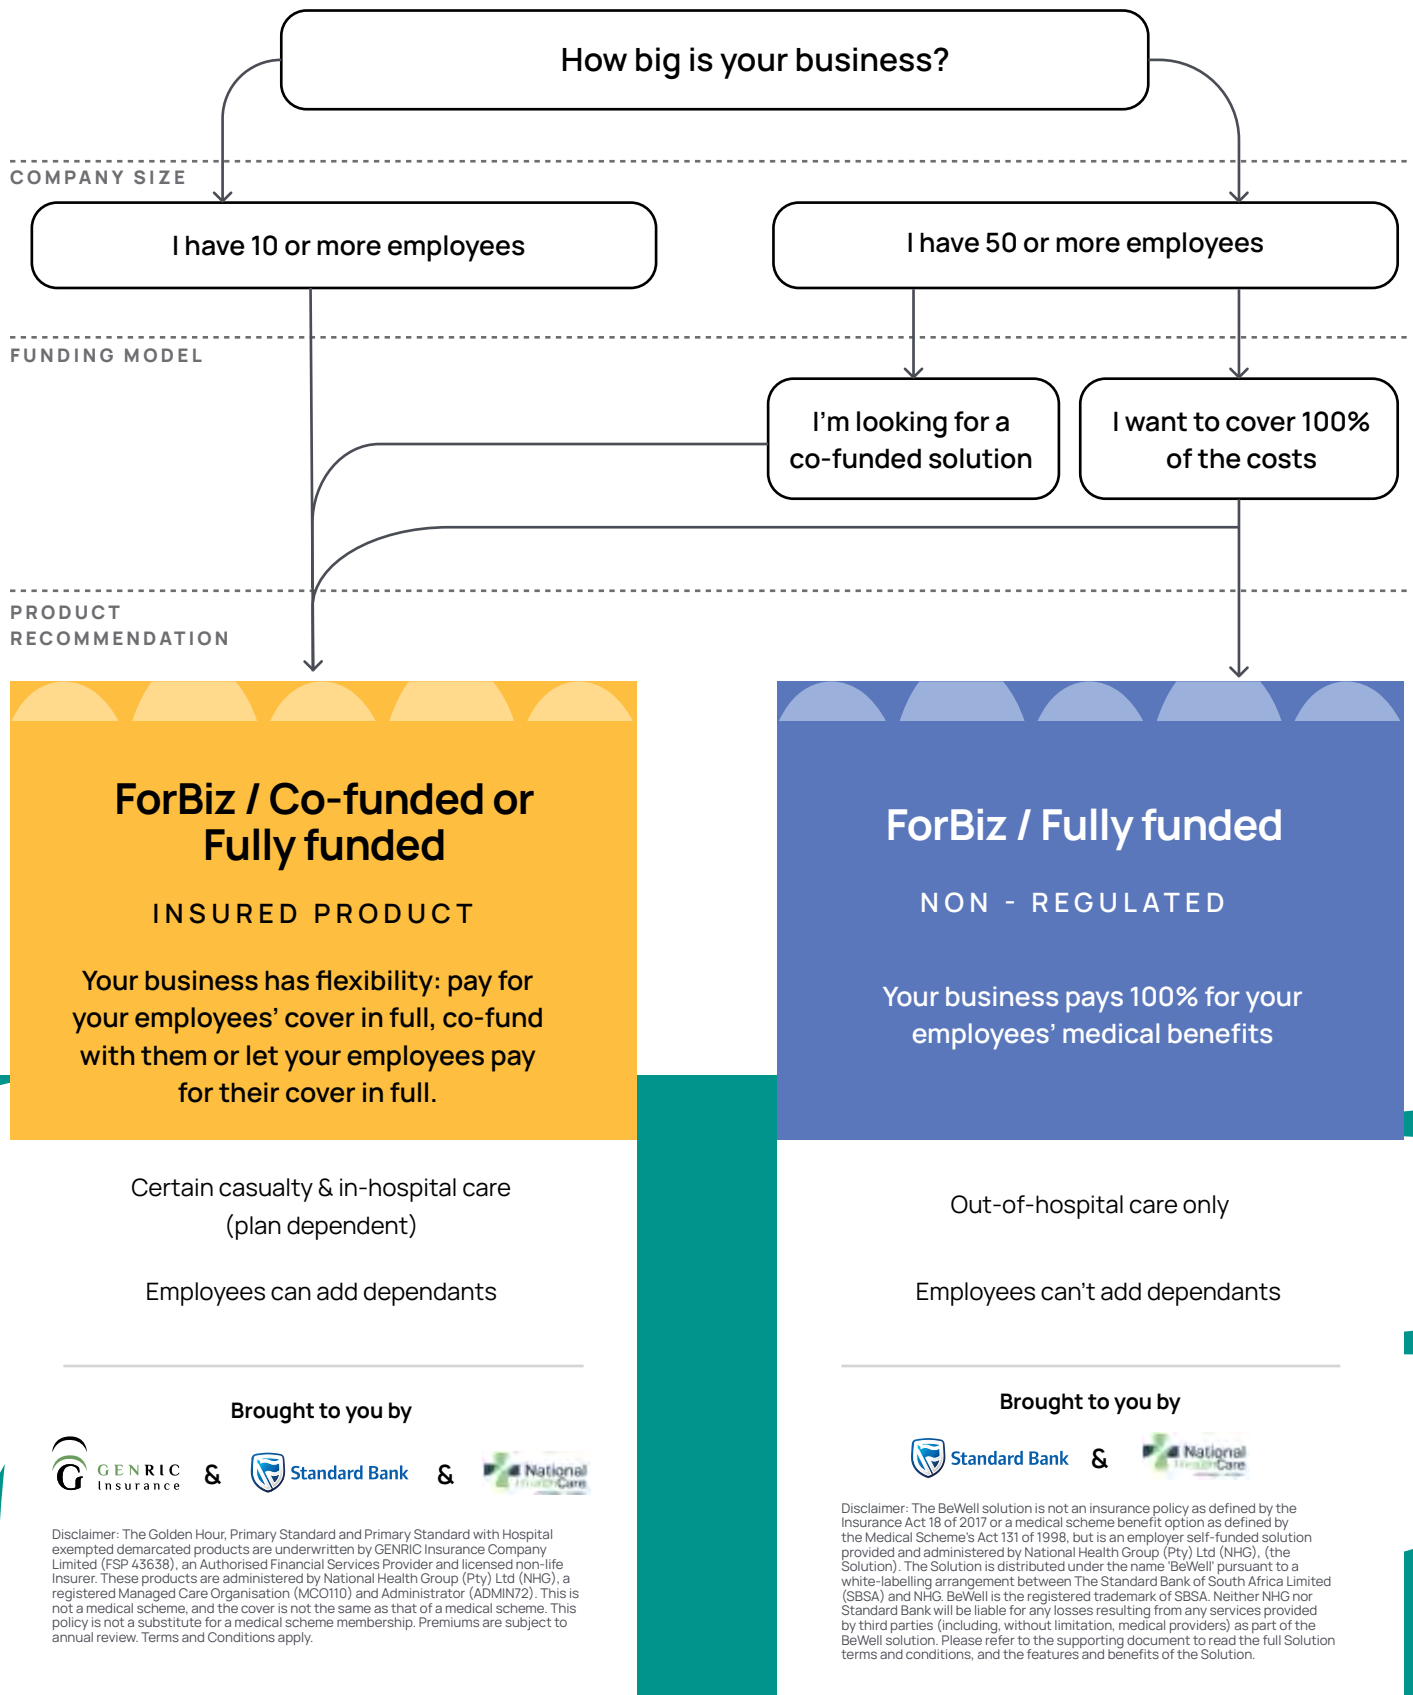 How big is your business?
COMPANY SIZE
I have 10 or more employees
I have 50 or more employees
FUNDING MODEL
I'm looking for a
co-funded solution
I want to cover 100%
of the costs
PRODUCT
RECOMMENDATION
ForBiz / Co-funded or
Fully funded
INSURED PRODUCT
Your business has flexibility: pay for
your employees' cover in full, co-fund
with them or let your employees pay
for their cover in full.
Certain casualty & in-hospital care
(plan dependent)
Employees can add dependants
Brought to you by
GENRIC
Insurance
&
Standard Bank
&
National
HealthCare
Disclaimer: The Golden Hour, Primary Standard and Primary Standard with Hospital
exempted demarcated products are underwritten by GENRIC Insurance Company
Limited (FSP 43638), an Authorised Financial Services Provider and licensed non-life
Insurer. These products are administered by National Health Group (Pty) Ltd (NHG), a
registered Managed Care Organisation (MCO110) and Administrator (ADMIN72). This is
not a medical scheme, and the cover is not the same as that of a medical scheme. This
policy is not a substitute for a medical scheme membership. Premiums are subject to
annual review. Terms and Conditions apply.
ForBiz / Fully funded
NON - REGULATED
Your business pays 100% for your
employees' medical benefits
Out-of-hospital care only
Employees can't add dependants
Brought to you by
Standard Bank
&
National
HealthCare
Disclaimer: The BeWell solution is not an insurance policy as defined by the
Insurance Act 18 of 2017 or a medical scheme benefit option as defined by
the Medical Scheme's Act 131 of 1998, but is an employer self-funded solution
provided and administered by National Health Group (Pty) Ltd (NHG), (the
Solution). The Solution is distributed under the name 'BeWell' pursuant to a
white-labelling arrangement between The Standard Bank of South Africa Limited
(SBSA) and NHG. BeWell is the registered trademark of SBSA. Neither NHG nor
Standard Bank will be liable for any losses resulting from any services provided
by third parties (including, without limitation, medical providers) as part of the
BeWell solution. Please refer to the supporting document to read the full Solution
terms and conditions, and the features and benefits of the Solution.